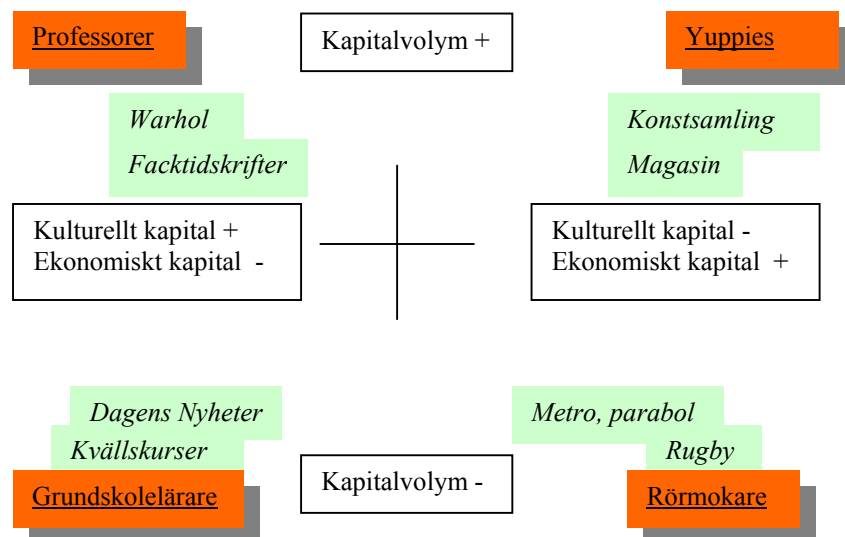 Professorer
Kapitalvolym +
Yuppies
Warhol
Facktidskrifter
Konstsamling
Magasin
Kulturellt kapital +
Ekonomiskt kapital -
Kulturellt kapital -
Ekonomiskt kapital +
Dagens Nyheter
Kvällskurser
Metro, parabol
Rugby
Grundskolelärare
Kapitalvolym -
Rörmokare